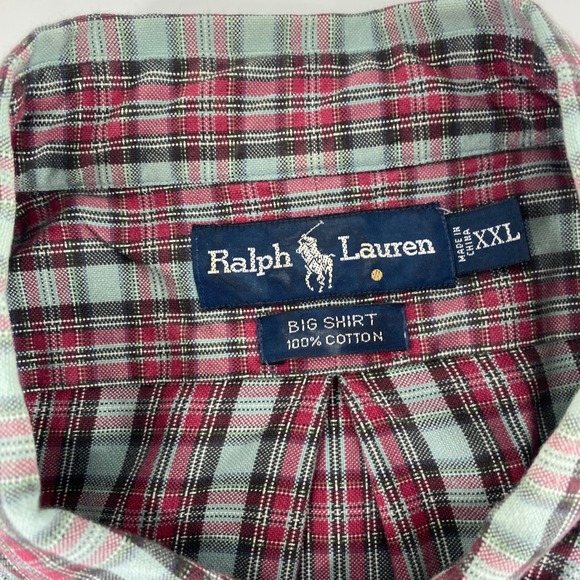 Ralph Lauren
MADE IN
CHINA
XXL
BIG SHIRT
100% COTTON